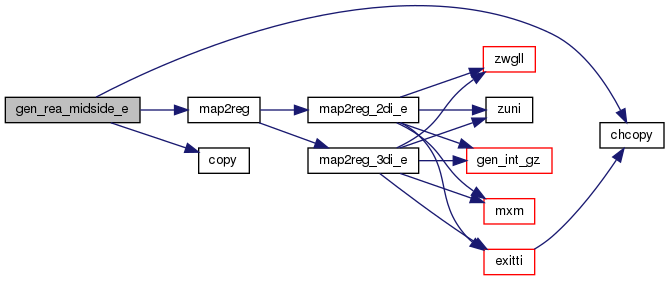 gen_rea_midside_e
map2reg
copy
map2reg_2di_e
map2reg_3di_e
zwgll
zuni
gen_int_gz
mxm
exitti
chcopy